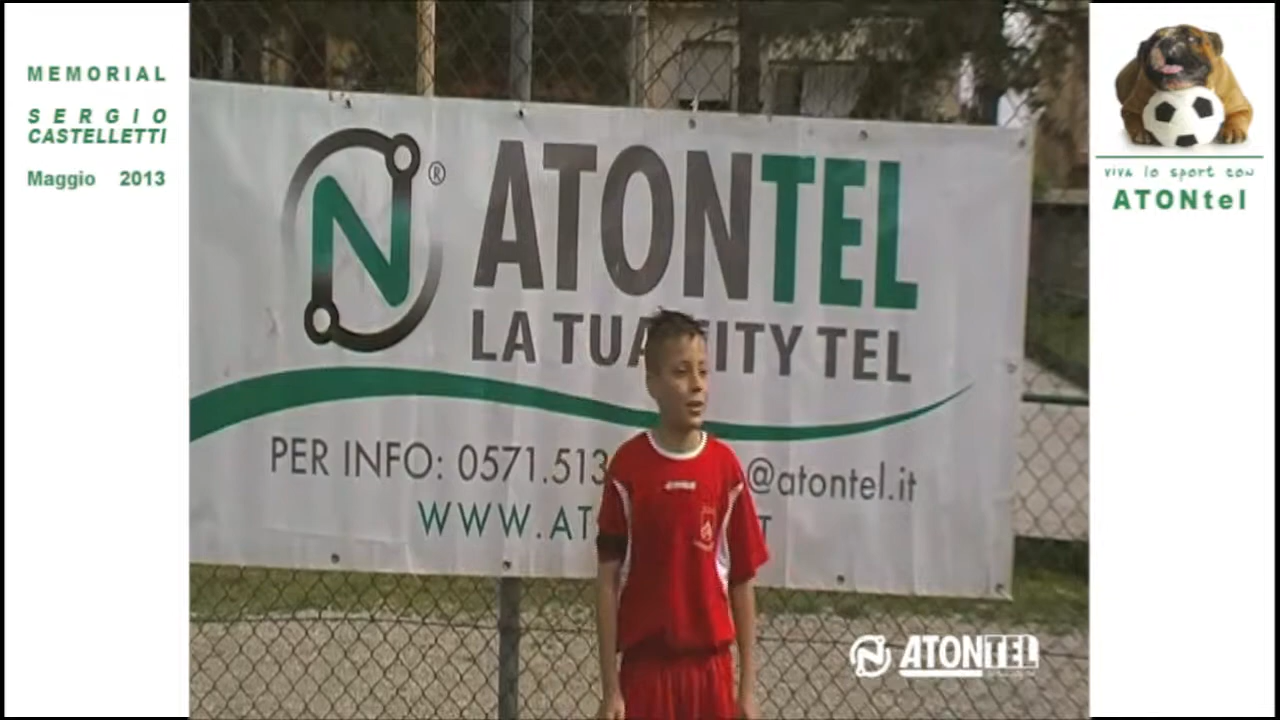 MEMORIAL
SERGIO
CASTELLETTI
Maggio 2013
N ®
ATONTEL
LA TUA CITY TEL
PER INFO: 0571.513 @atontel.it
WWW.AT T
viva lo sport con
ATONtel
N ATONTEL